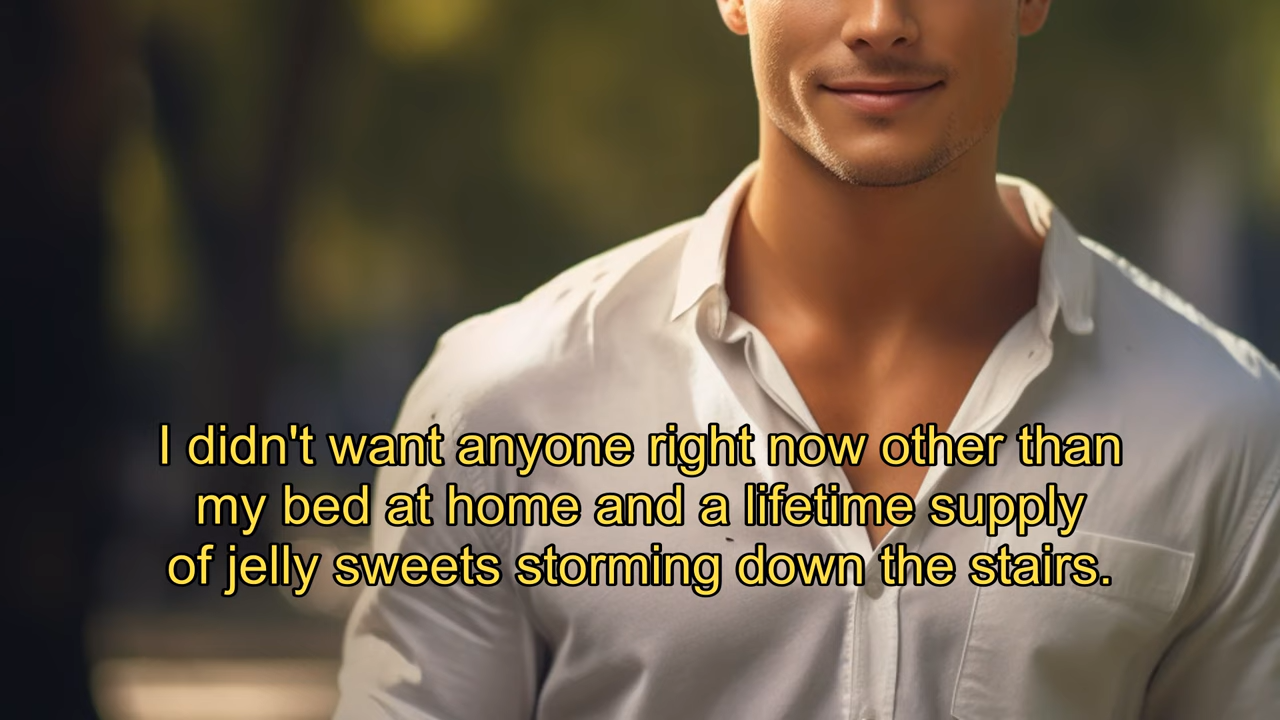 I didn't want anyone right now other than
my bed at home and a lifetime supply
of jelly sweets storming down the stairs.